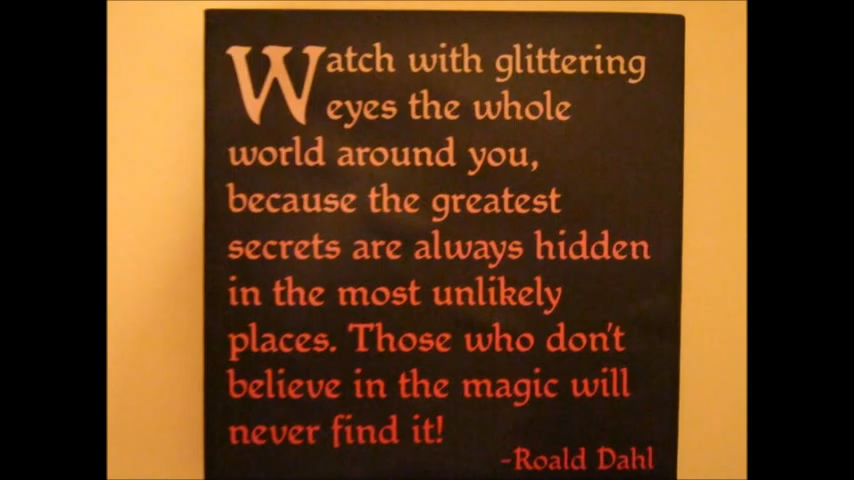 Watch with glittering
eyes the whole
world around you,
because the greatest
secrets are always hidden
in the most unlikely
places. Those who don't
believe in the magic will
never find it!
-Roald Dahl